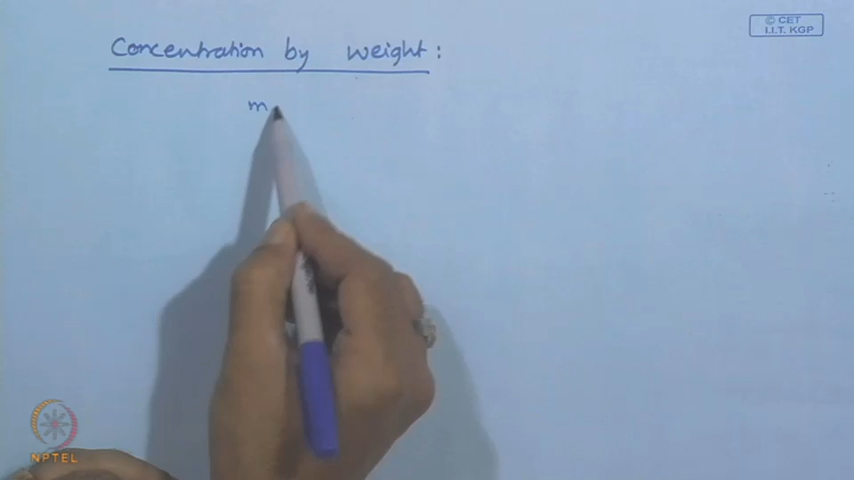 © CET
I.I.T. KGP
Concentration by weight :
m
NPTEL